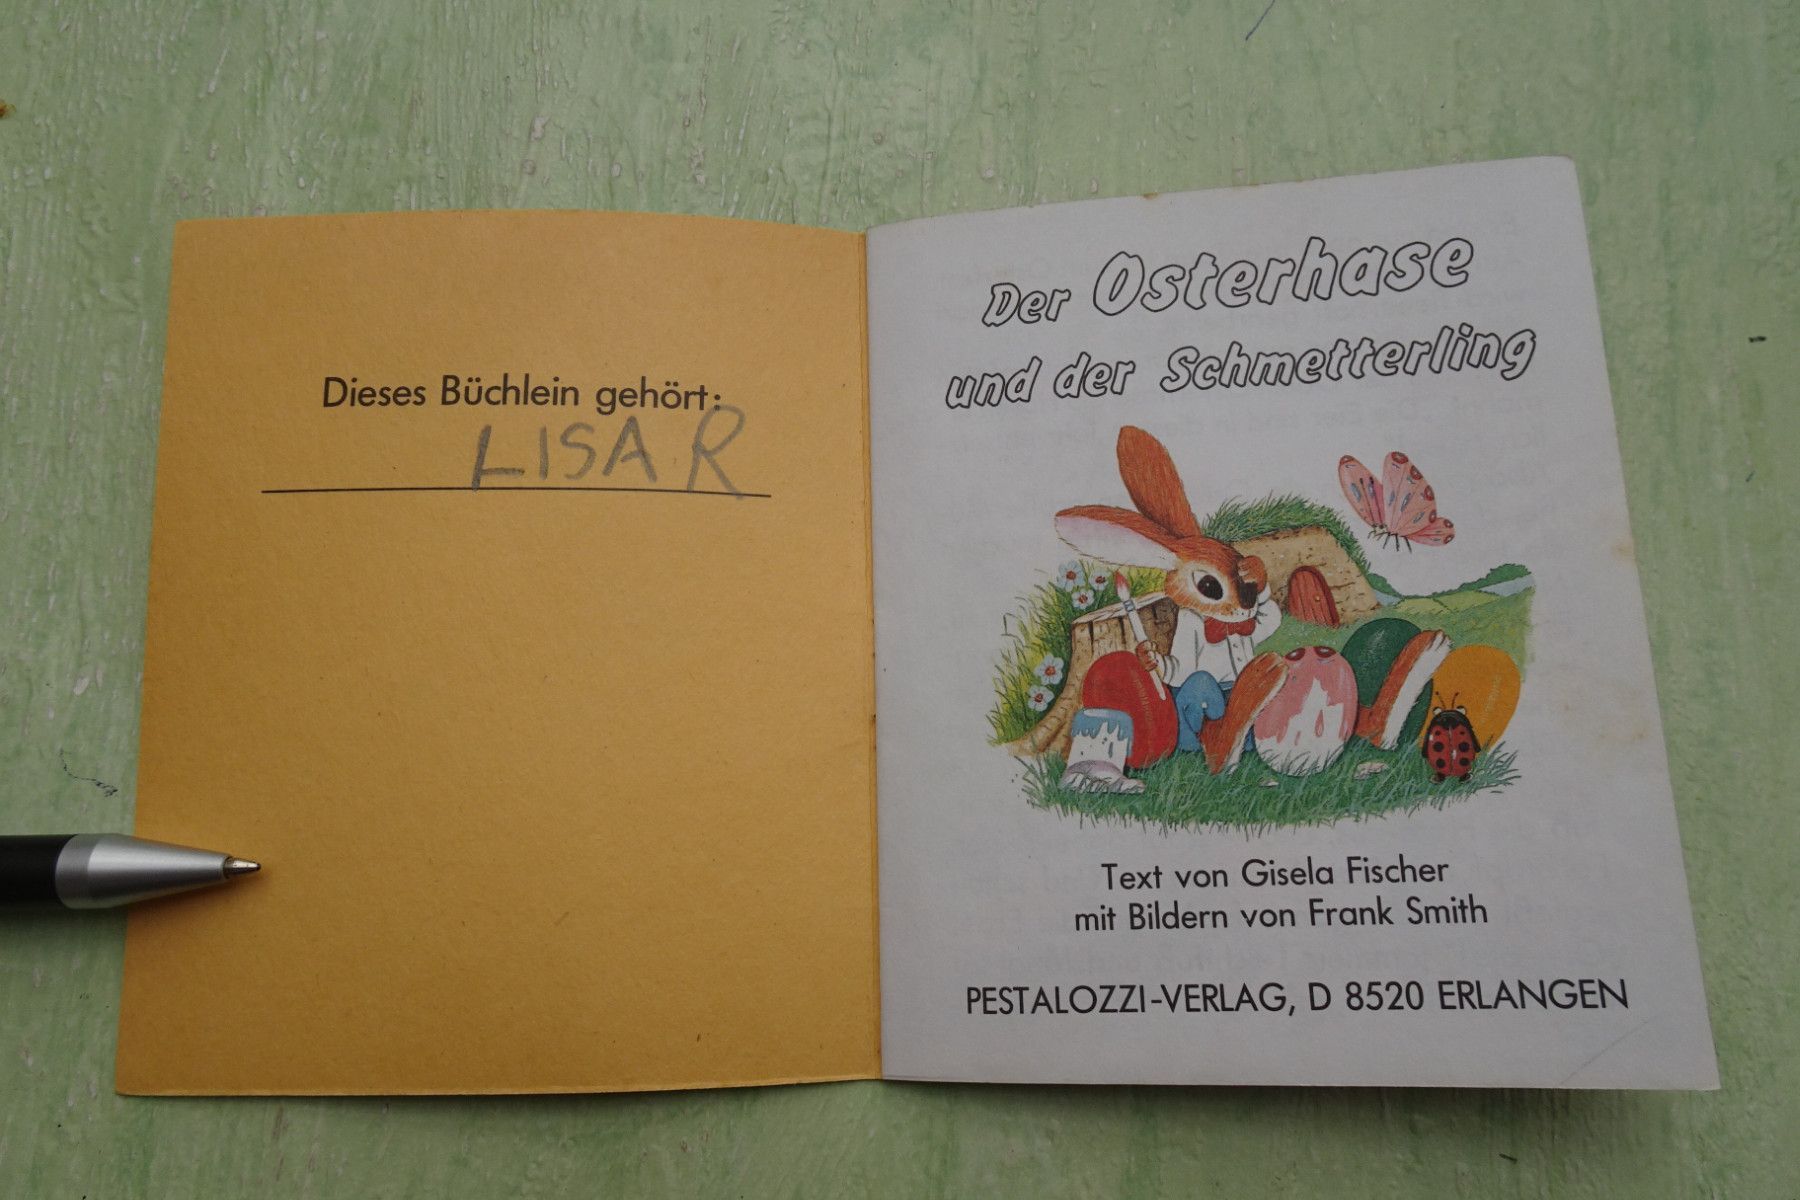 Dieses Büchlein gehört:
LISA R
Der Osterhase
und der Schmetterling
Text von Gisela Fischer
mit Bildern von Frank Smith
PESTALOZZI-VERLAG, D 8520 ERLANGEN